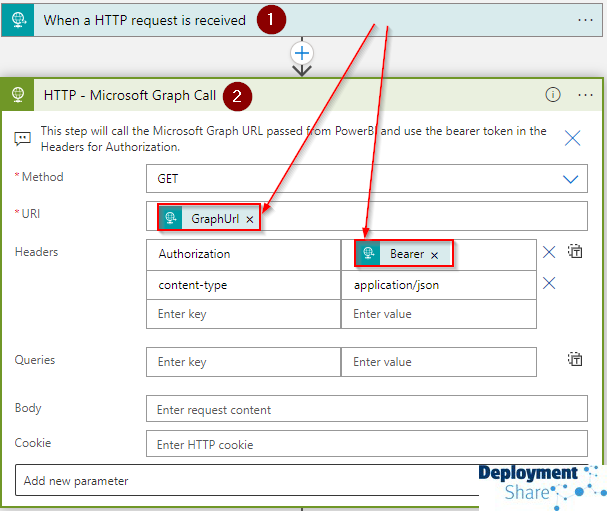 When a HTTP request is received 1
HTTP - Microsoft Graph Call 2
This step will call the Microsoft Graph URL passed from PowerBI and use the bearer token in the
Headers for Authorization.
* Method GET
* URI GraphUrl ×
Headers Authorization Bearer ×
content-type application/json
Enter key Enter value
Queries Enter key Enter value
Body Enter request content
Cookie Enter HTTP cookie
Add new parameter
Deployment
Share